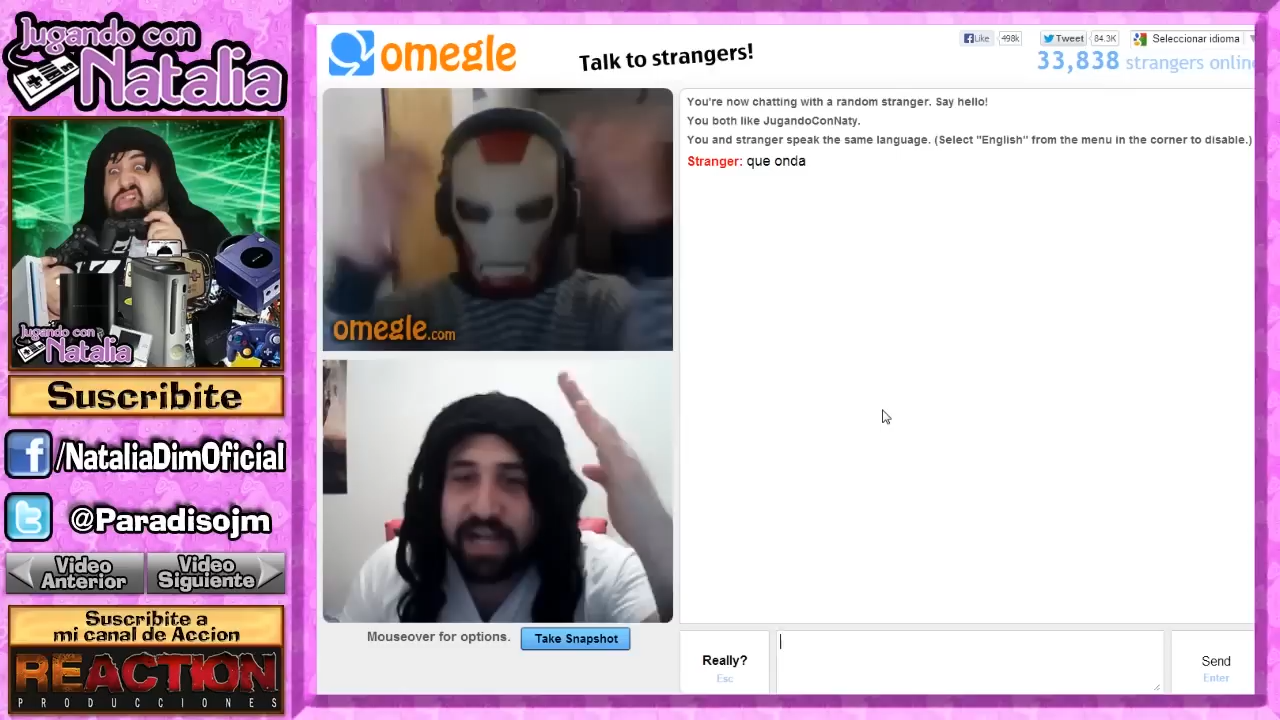 Jugando con
Natalia
Jugando con
Natalia
Suscribite
f/NataliaDimOficial
@Paradisojm
Video
Anterior
Video
Siguiente
Suscribite a
mi canal de Accion
REACTION
PRODUCCIONES
omegle
Talk to strangers!
Like 498k
Tweet 84.3K
Seleccionar idioma
33,838 strangers online
omegle.com
You're now chatting with a random stranger. Say hello!
You both like JugandoConNaty.
You and stranger speak the same language. (Select "English" from the menu in the corner to disable.)
Stranger: que onda
Mouseover for options.
Take Snapshot
Really?
Esc
Send
Enter